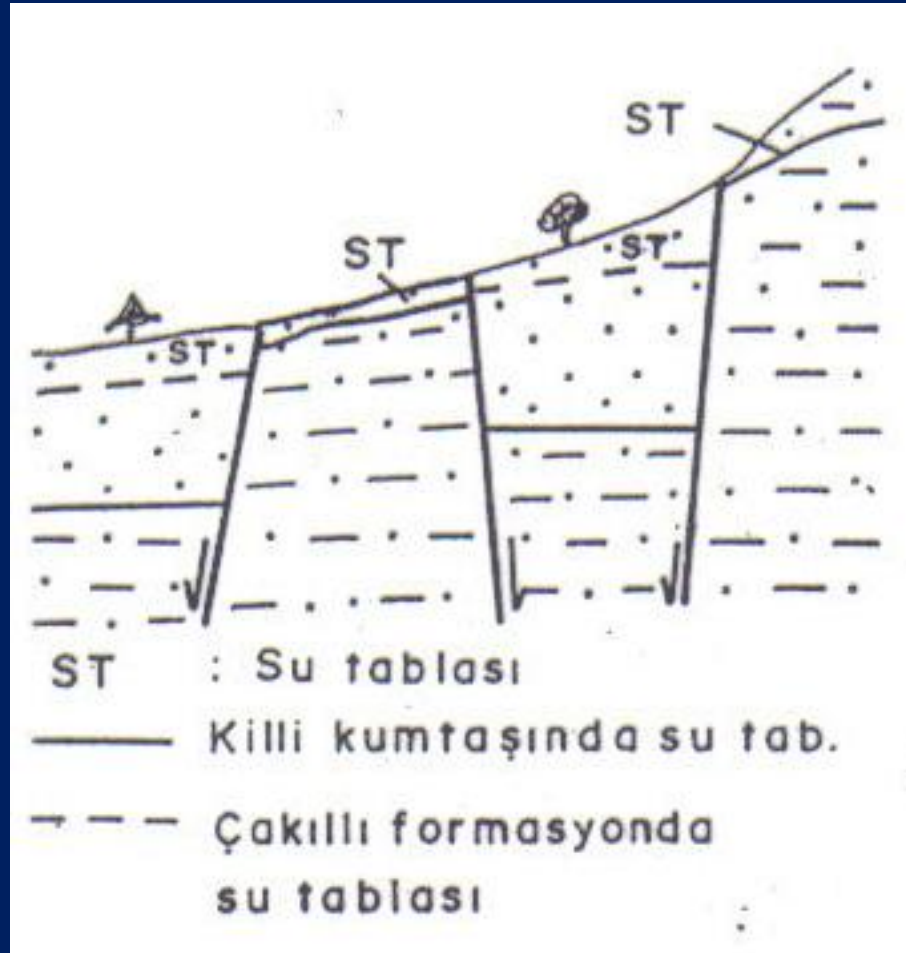 ST
ST
ST
ST
ST : Su tablası
Killi kumtaşında su tab.
Çakıllı formasyonda
su tablası